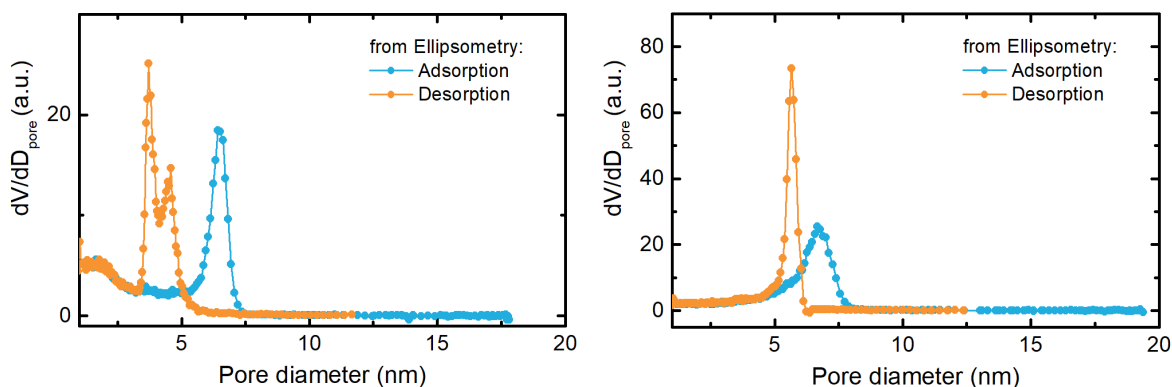 from Ellipsometry:
Adsorption
Desorption
20
0
dV/dD_pore (a.u.)
5
10
15
20
Pore diameter (nm)
from Ellipsometry:
Adsorption
Desorption
80
60
40
20
0
dV/dD_pore (a.u.)
5
10
15
20
Pore diameter (nm)